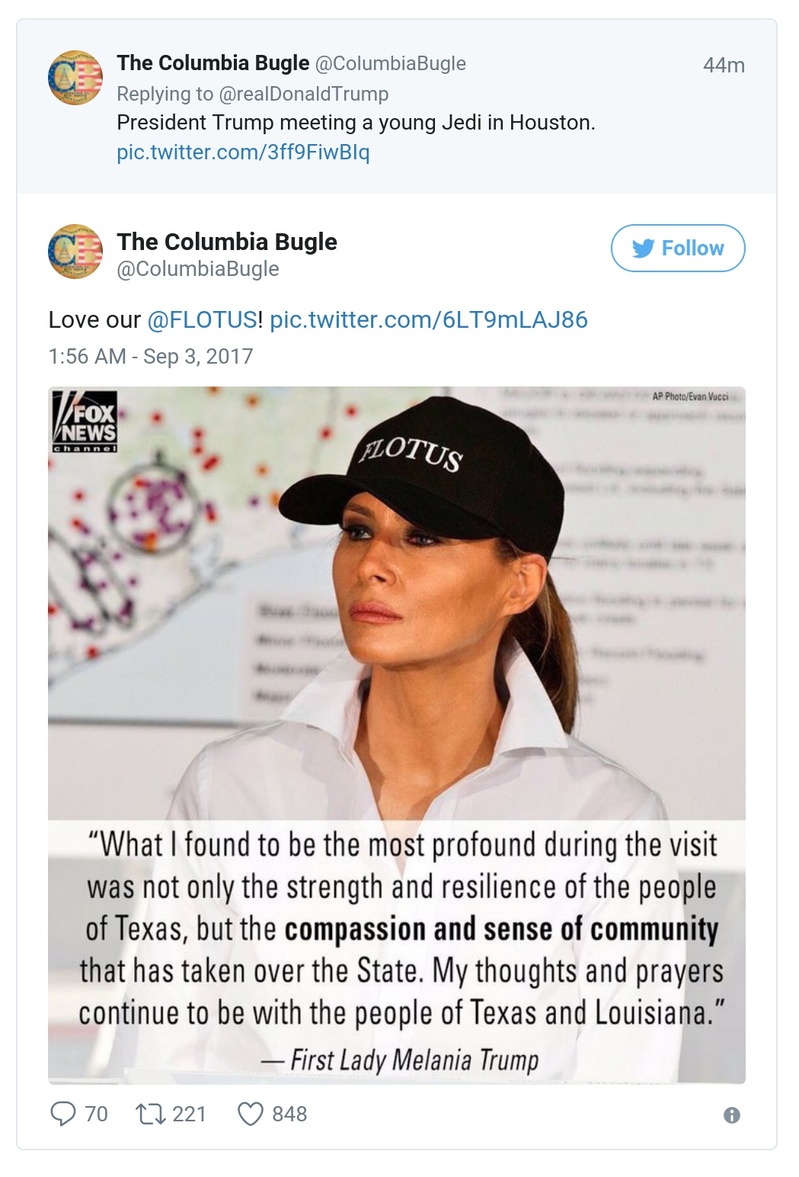 The Columbia Bugle @ColumbiaBugle 44m
Replying to @realDonaldTrump
President Trump meeting a young Jedi in Houston.
pic.twitter.com/3ff9FiwBIq
The Columbia Bugle
@ColumbiaBugle
Follow
Love our @FLOTUS! pic.twitter.com/6LT9mLAJ86
1:56 AM - Sep 3, 2017
FOX
NEWS
channel
AP Photo/Evan Vucci
FLOTUS
“What I found to be the most profound during the visit
was not only the strength and resilience of the people
of Texas, but the compassion and sense of community
that has taken over the State. My thoughts and prayers
continue to be with the people of Texas and Louisiana.”
— First Lady Melania Trump
70 221 848